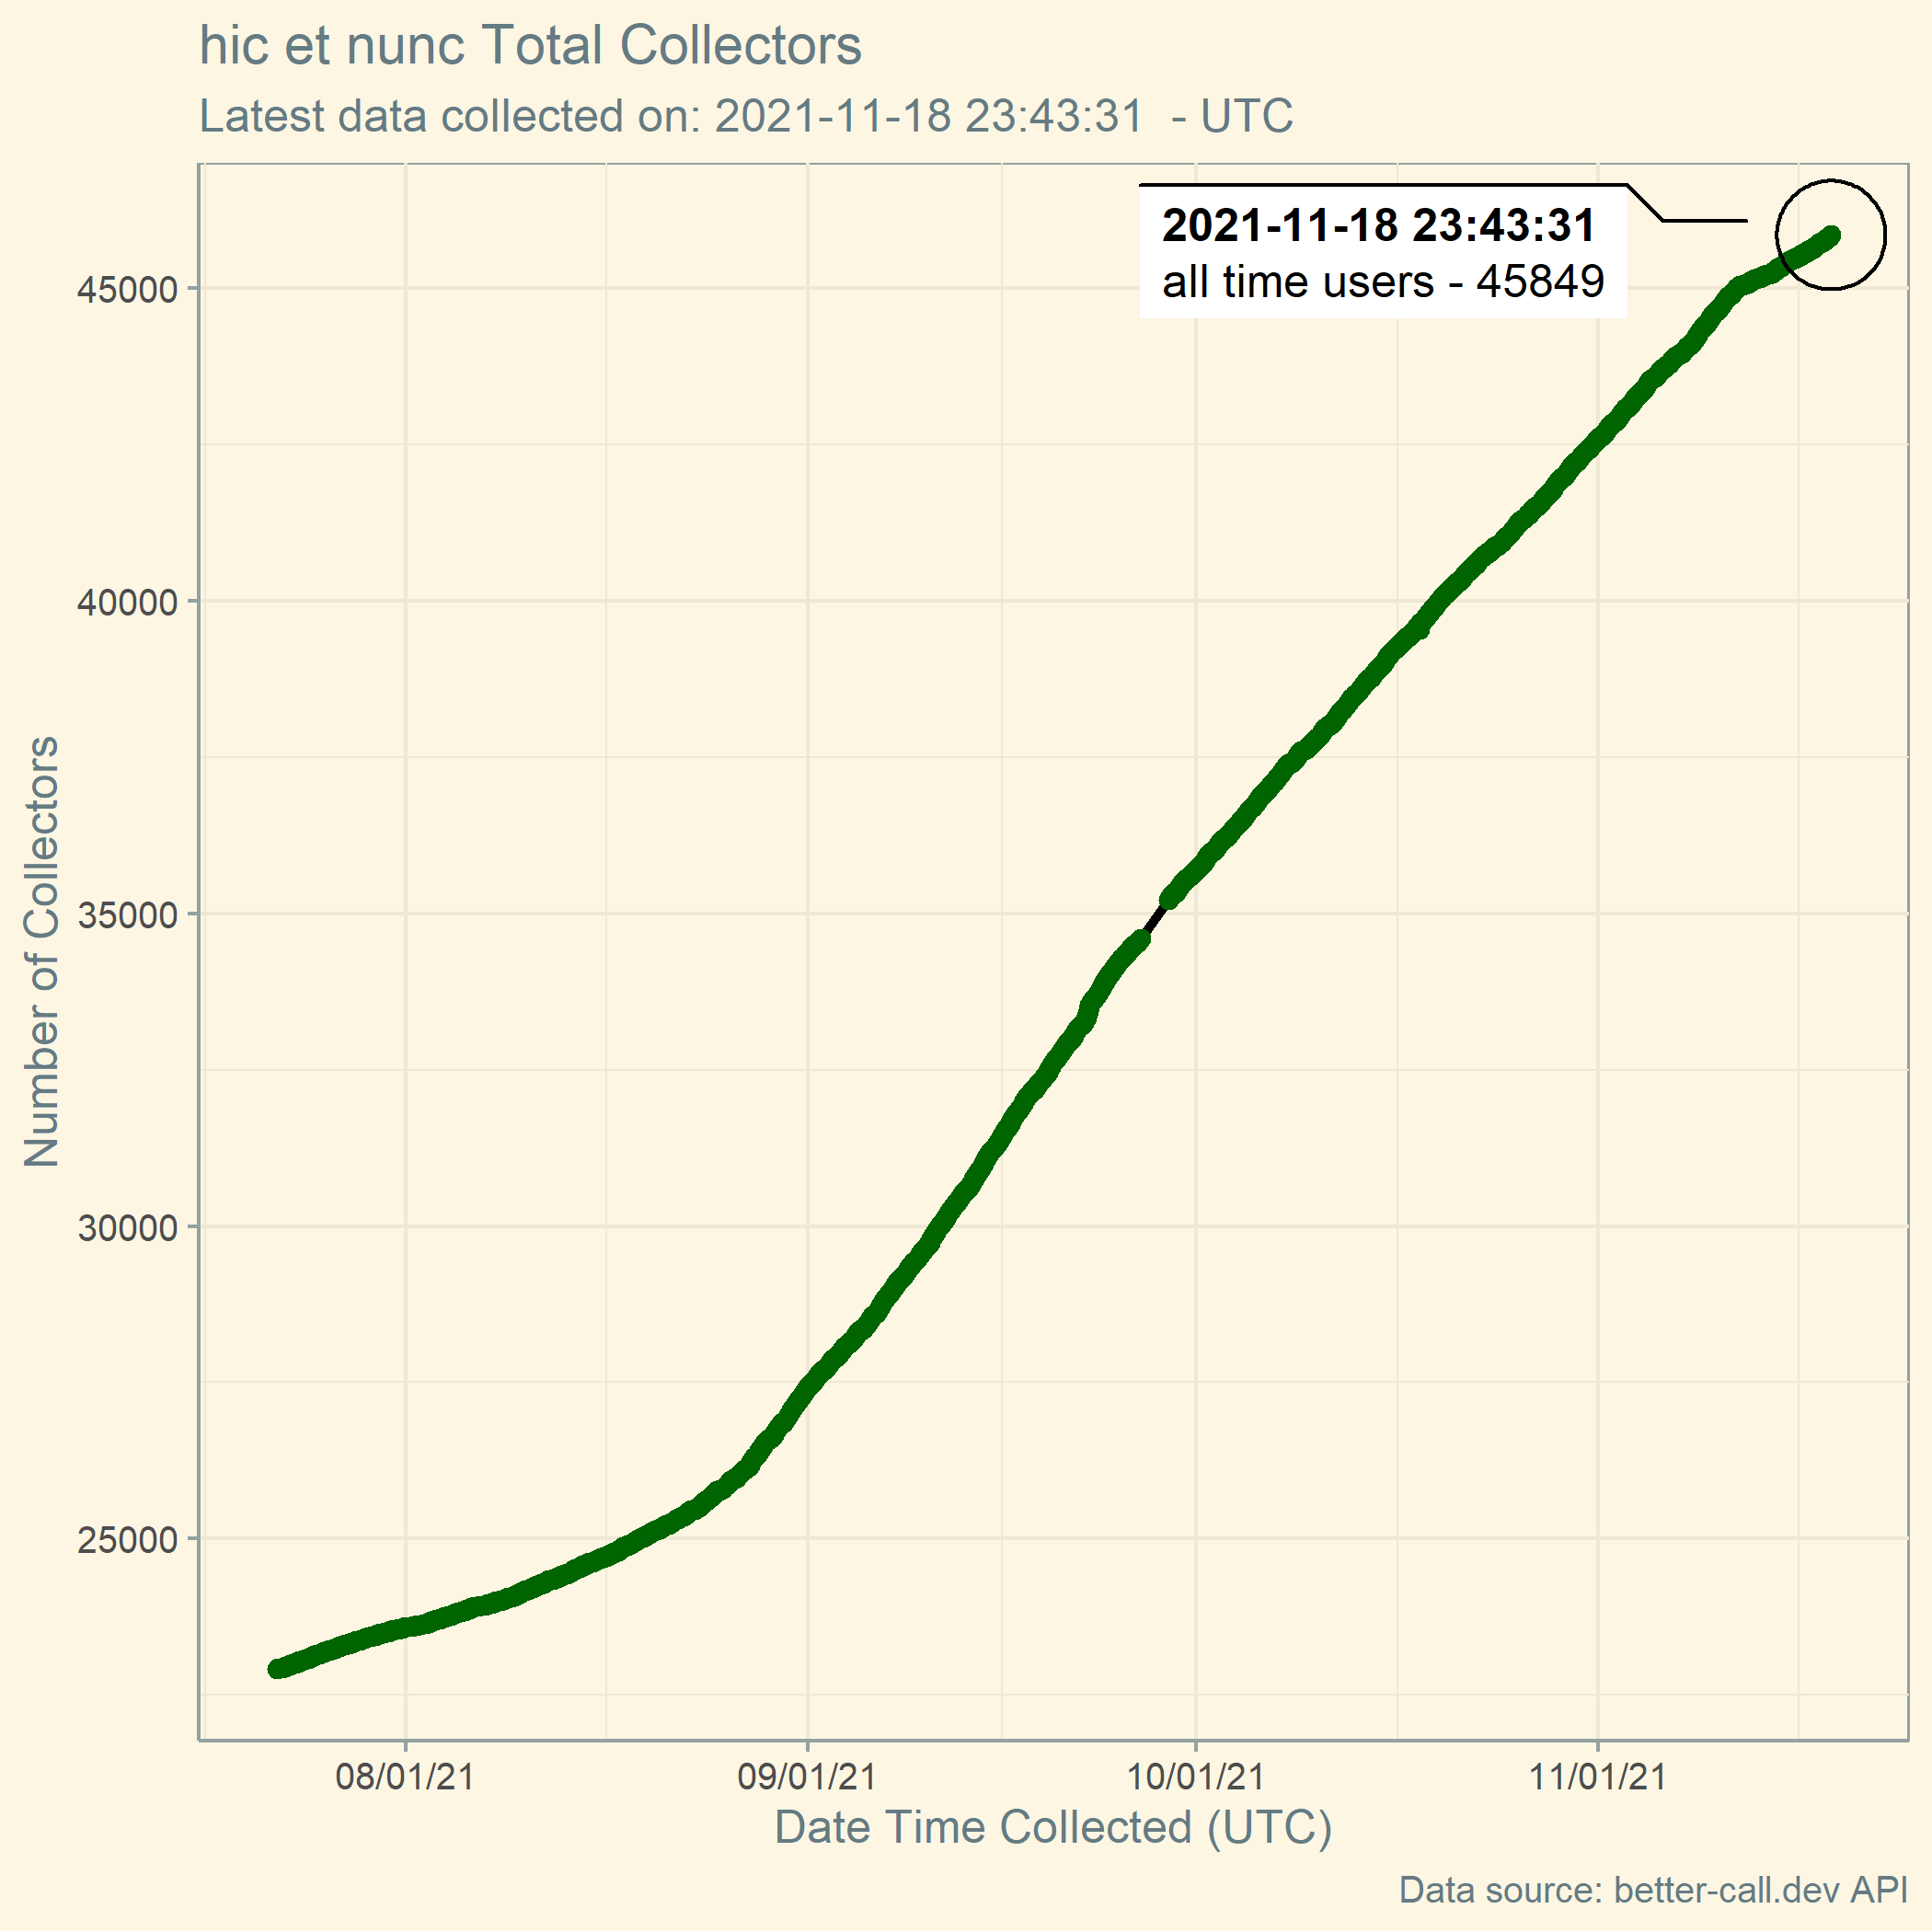 hic et nunc Total Collectors
Latest data collected on: 2021-11-18 23:43:31  - UTC
2021-11-18 23:43:31
all time users - 45849
Number of Collectors
45000
40000
35000
30000
25000
08/01/21
09/01/21
10/01/21
11/01/21
Date Time Collected (UTC)
Data source: better-call.dev API